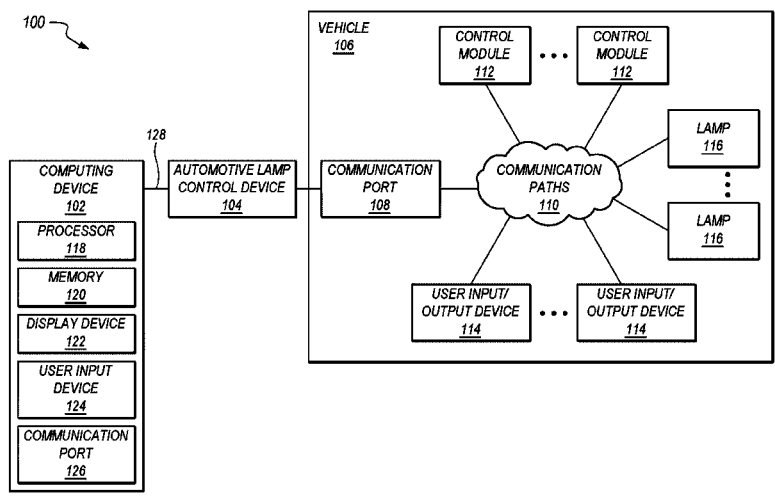 100
VEHICLE
106
CONTROL
MODULE
112
CONTROL
MODULE
112
LAMP
116
LAMP
116
128
COMPUTING
DEVICE
102
AUTOMOTIVE LAMP
CONTROL DEVICE
104
COMMUNICATION
PORT
108
COMMUNICATION
PATHS
110
PROCESSOR
118
MEMORY
120
DISPLAY DEVICE
122
USER INPUT
DEVICE
124
COMMUNICATION
PORT
126
USER INPUT/
OUTPUT DEVICE
114
USER INPUT/
OUTPUT DEVICE
114